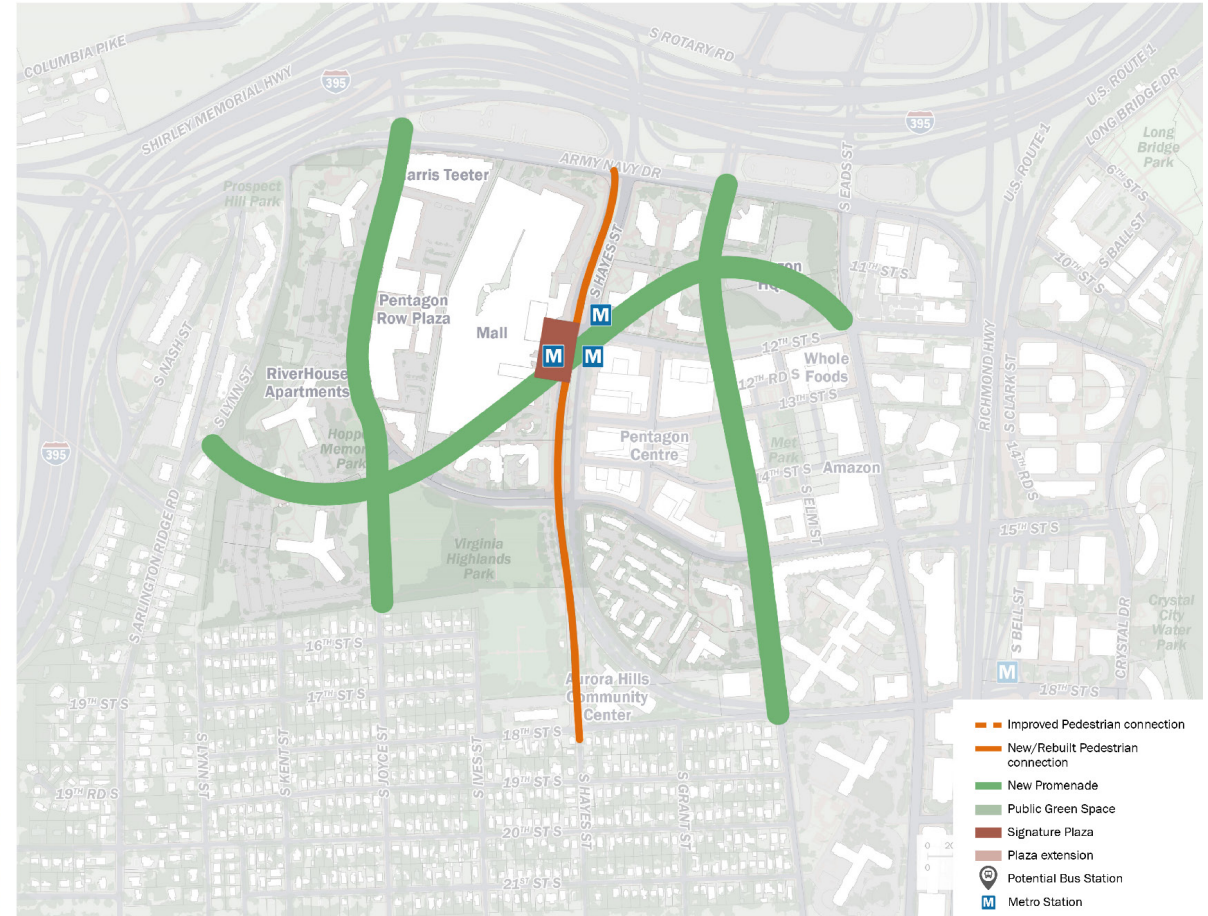 COLUMBIA PIKE
S ROTARY RD
395
SHIRLEY MEMORIAL HWY
395
U.S. ROUTE 1
LONG BRIDGE DR
Long
Bridge
Park
ARMY NAVY DR
arris Teeter
S EADS ST
U.S. ROUTE 1
6TH ST S
Prospect
Hill Park
S HAYES ST
S BALL ST
10TH ST S
11TH ST S
Pentagon
Row Plaza
Mall
M
M
M
12TH ST S
Whole
Foods
12TH RD S
13TH ST S
S NASH ST
S LYNN ST
RiverHouse
Apartments
RICHMOND HWY
S CLARK ST
Pentagon
Centre
Met
Park
14TH ST S
Amazon
14TH RD S
395
S ELM ST
15TH ST S
S ARLINGTON RIDGE RD
Virginia
Highlands
Park
S BELL ST
CRYSTAL DR
Crystal
City
Water
Park
16TH ST S
M
17TH ST S
18TH ST S
Aurora Hills
Community
Center
19TH ST S
18TH ST S
S LYNN ST
S KENT ST
S JOYCE ST
S IVES ST
S HAYES ST
S GRANT ST
19TH RD S
19TH ST S
20TH ST S
21ST ST S
Improved Pedestrian connection
New/Rebuilt Pedestrian
connection
New Promenade
Public Green Space
Signature Plaza
Plaza extension
Potential Bus Station
M Metro Station